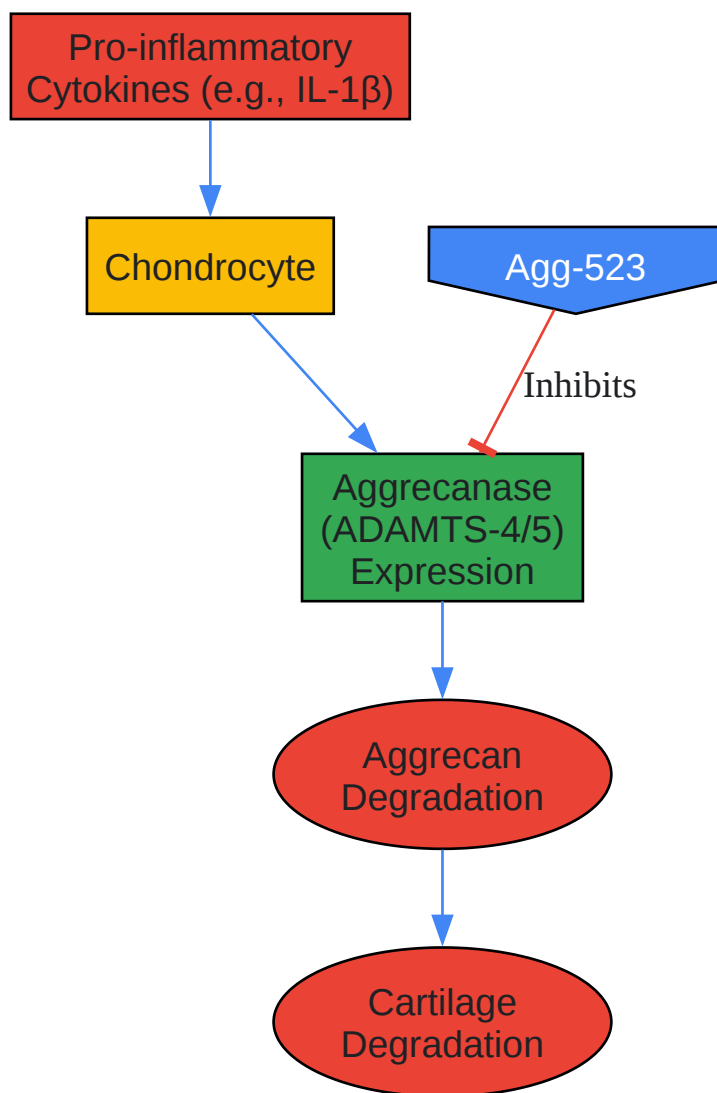 Pro-inflammatory
Cytokines (e.g., IL-1β)
Chondrocyte
Agg-523
Inhibits
Aggrecanase
(ADAMTS-4/5)
Expression
Aggrecan
Degradation
Cartilage
Degradation